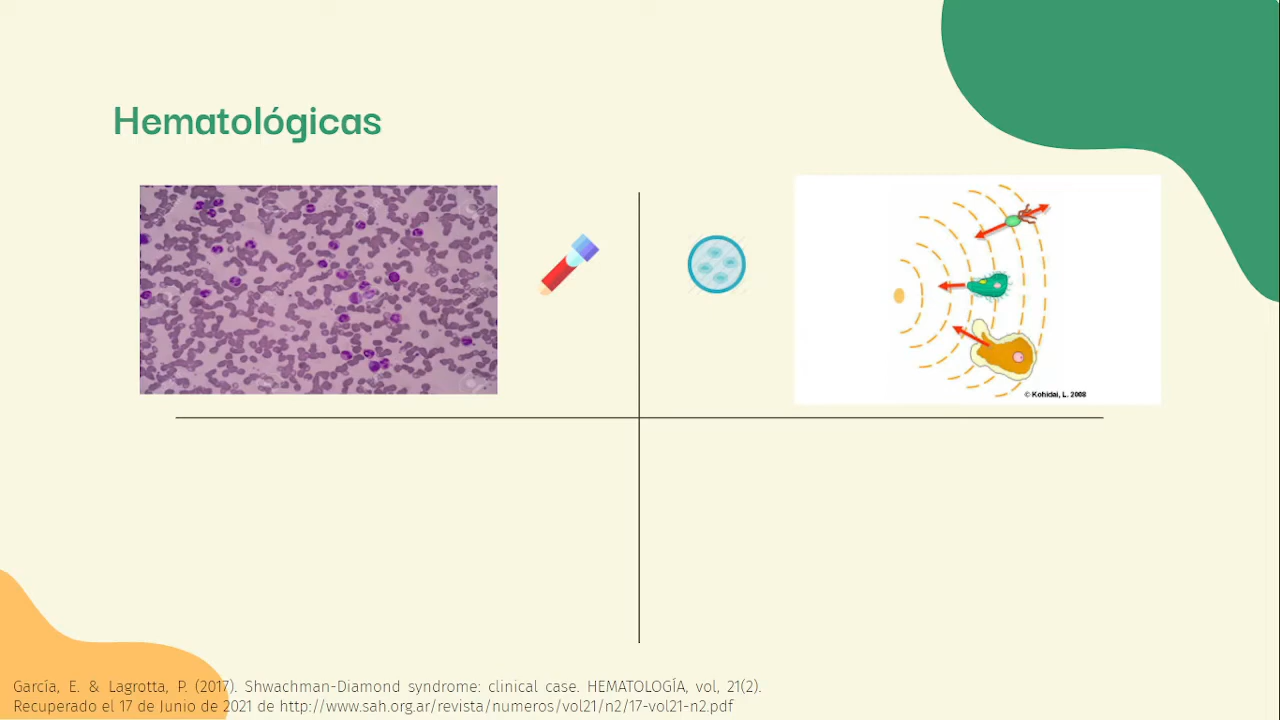 Hematológicas
© Kohidai, L. 2008
García, E. & Lagrotta, P. (2017). Shwachman-Diamond syndrome: clinical case. HEMATOLOGÍA, vol, 21(2).
Recuperado el 17 de Junio de 2021 de http://www.sah.org.ar/revista/numeros/vol21/n2/17-vol21-n2.pdf